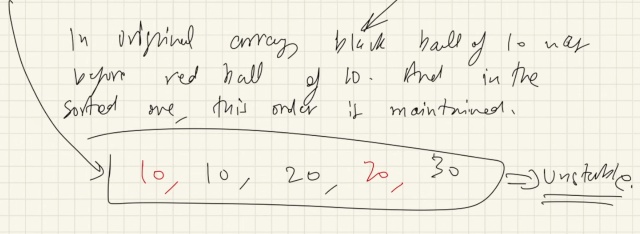 In original array, black ball of 10 was
before red ball of 10. And in the
sorted one, this order is maintained.
10, 10, 20, 20, 30 => Unstable.